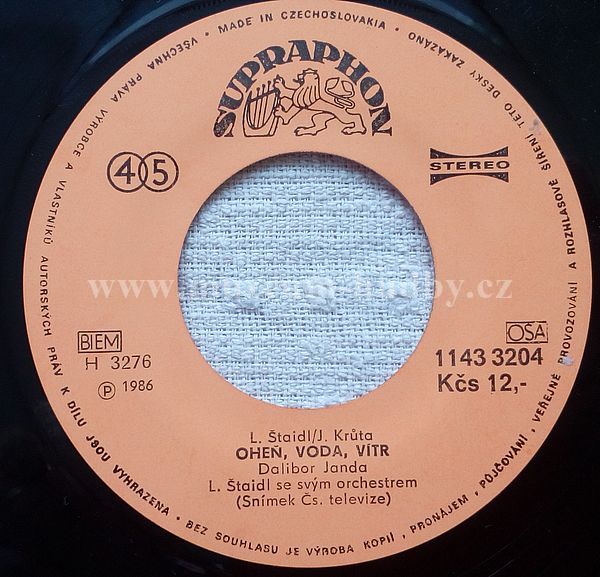 • MADE IN CZECHOSLOVAKIA • VŠECHNA PRÁVA VÝROBCE A VLASTNÍKŮ AUTORSKÝCH PRÁV K DÍLU JSOU VYHRAZENA • BEZ SOUHLASU JE VÝROBA KOPIÍ, PRONÁJEM, PŮJČOVÁNÍ, VEŘEJNÉ PROVOZOVÁNÍ A ROZHLASOVÉ ŠÍŘENÍ TÉTO DESKY ZAKÁZÁNO
SUPRAPHON
45
STEREO
BIEM
OSA
H 3276
1143 3204
Ⓟ 1986
Kčs 12,-
L. Štaidl/J. Krůta
OHEŇ, VODA, VÍTR
Dalibor Janda
L. Štaidl se svým orchestrem
(Snímek Čs. televize)